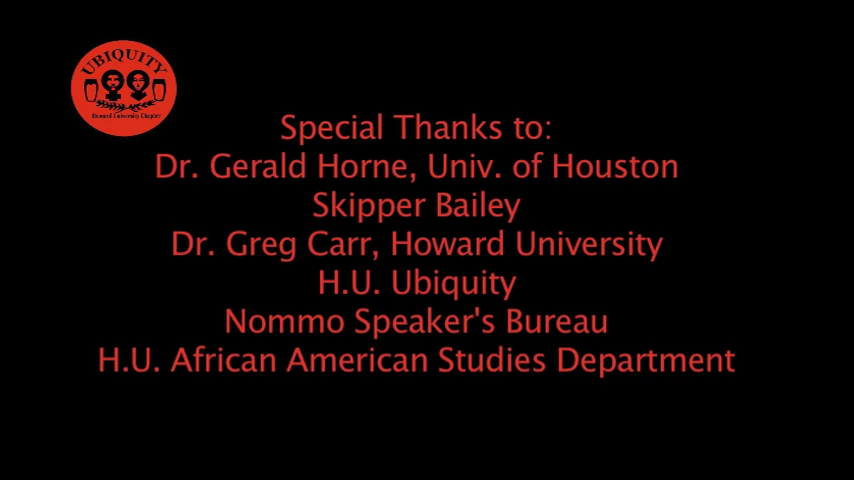 UBIQUITY
Howard University Chapter
Special Thanks to:
Dr. Gerald Horne, Univ. of Houston
Skipper Bailey
Dr. Greg Carr, Howard University
H.U. Ubiquity
Nommo Speaker's Bureau
H.U. African American Studies Department